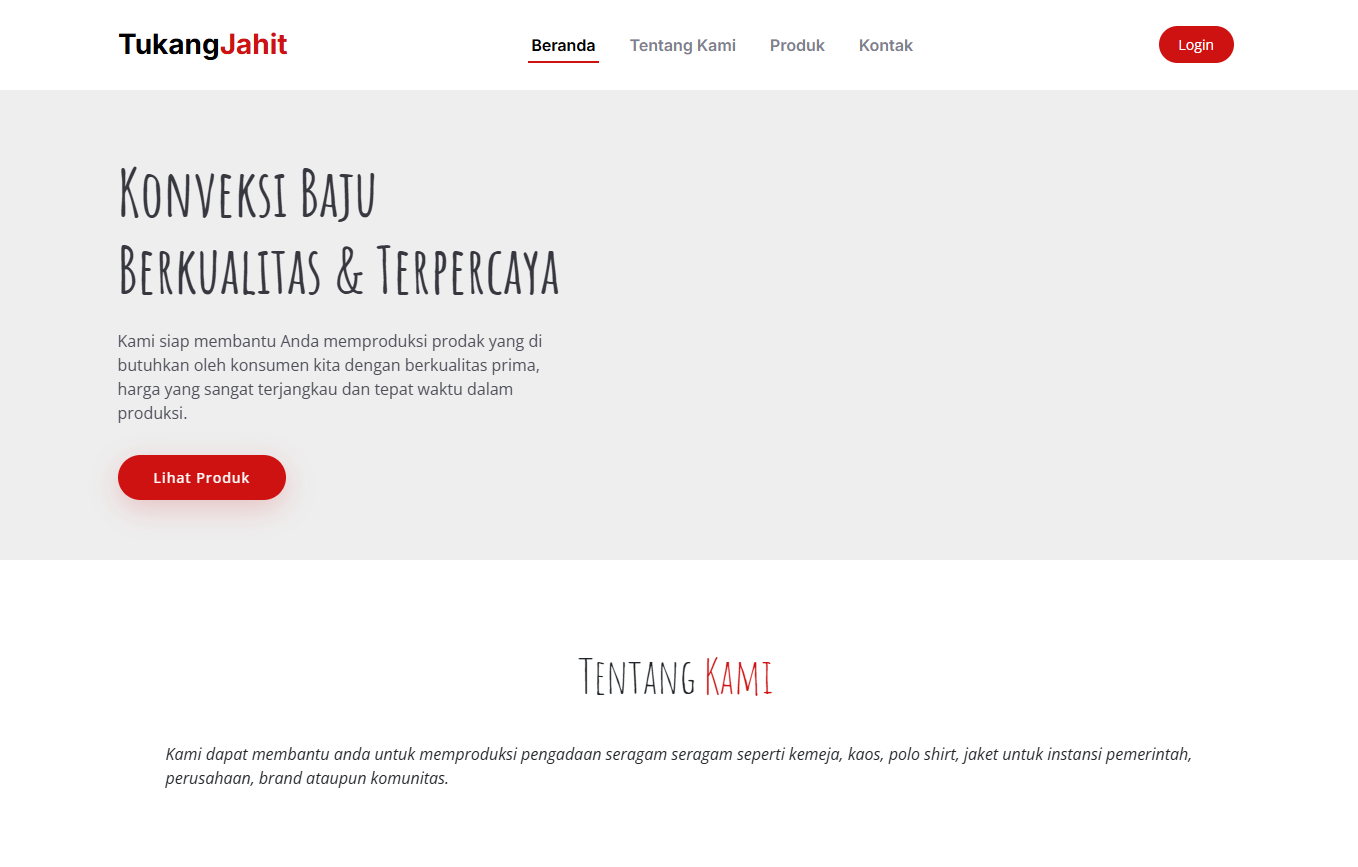 TukangJahit
Beranda Tentang Kami Produk Kontak
Login
Konveksi Baju
Berkualitas & Terpercaya
Kami siap membantu Anda memproduksi prodak yang di
butuhkan oleh konsumen kita dengan berkualitas prima,
harga yang sangat terjangkau dan tepat waktu dalam
produksi.
Lihat Produk
Tentang Kami
Kami dapat membantu anda untuk memproduksi pengadaan seragam seragam seperti kemeja, kaos, polo shirt, jaket untuk instansi pemerintah,
perusahaan, brand ataupun komunitas.